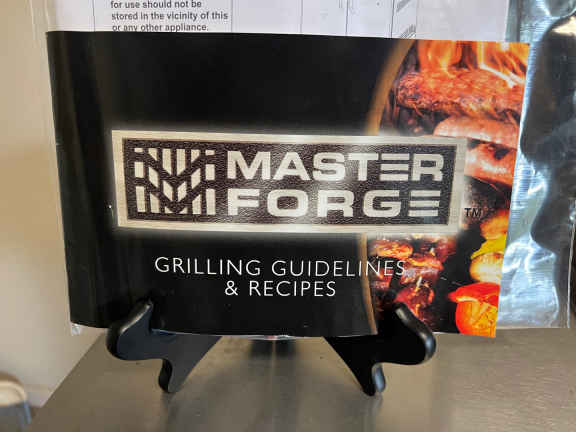 for use should not be
stored in the vicinity of this
or any other appliance.
MASTER
FORGE
TM
GRILLING GUIDELINES
& RECIPES